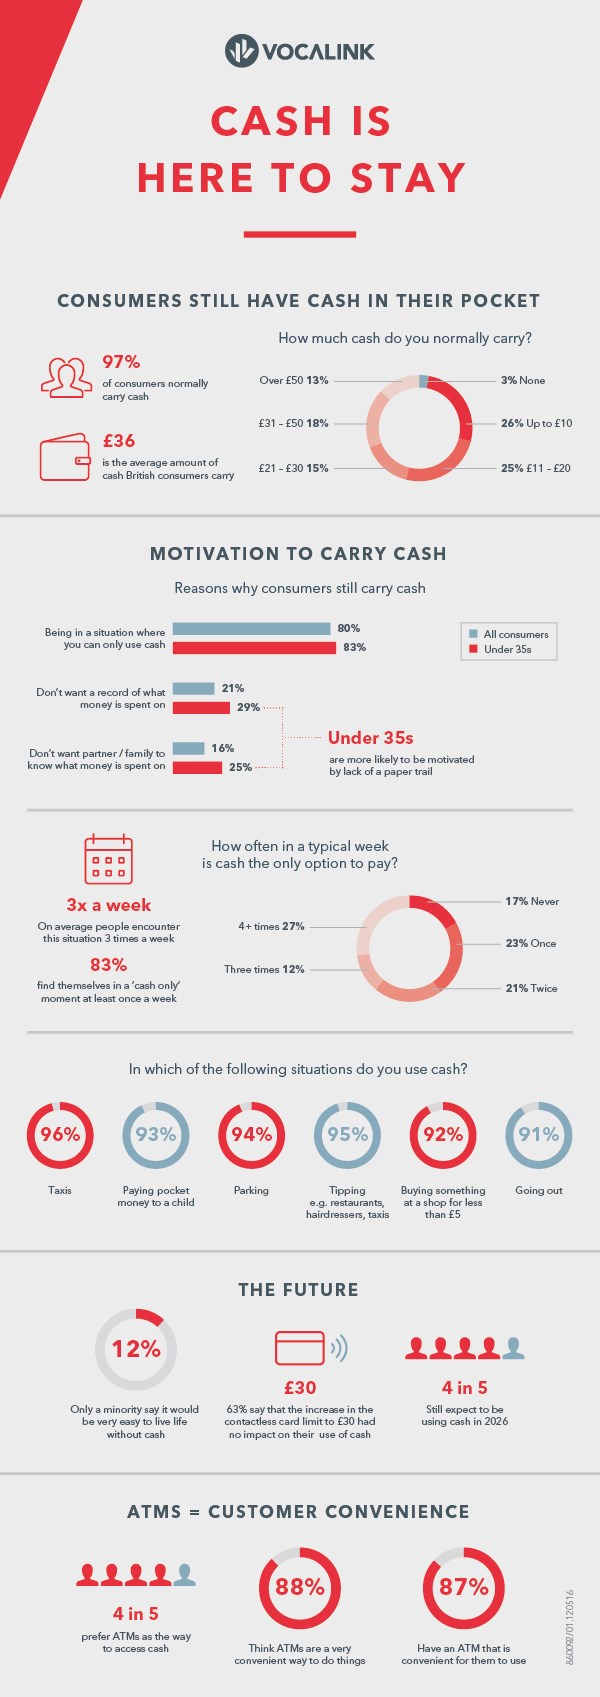 VOCALINK
CASH IS
HERE TO STAY
CONSUMERS STILL HAVE CASH IN THEIR POCKET
97%
of consumers normally
carry cash
£36
is the average amount of
cash British consumers carry
How much cash do you normally carry?
Over £50 13%
3% None
£31 – £50 18%
26% Up to £10
£21 – £30 15%
25% £11 – £20
MOTIVATION TO CARRY CASH
Reasons why consumers still carry cash
Being in a situation where
you can only use cash
80%
83%
All consumers
Under 35s
Don't want a record of what
money is spent on
21%
29%
Don't want partner / family to
know what money is spent on
16%
25%
Under 35s
are more likely to be motivated
by lack of a paper trail
3x a week
On average people encounter
this situation 3 times a week
83%
find themselves in a 'cash only'
moment at least once a week
How often in a typical week
is cash the only option to pay?
17% Never
4+ times 27%
23% Once
Three times 12%
21% Twice
In which of the following situations do you use cash?
96%
Taxis
93%
Paying pocket
money to a child
94%
Parking
95%
Tipping
e.g. restaurants,
hairdressers, taxis
92%
Buying something
at a shop for less
than £5
91%
Going out
THE FUTURE
12%
Only a minority say it would
be very easy to live life
without cash
£30
63% say that the increase in the
contactless card limit to £30 had
no impact on their use of cash
4 in 5
Still expect to be
using cash in 2026
ATMS = CUSTOMER CONVENIENCE
4 in 5
prefer ATMs as the way
to access cash
88%
Think ATMs are a very
convenient way to do things
87%
Have an ATM that is
convenient for them to use
860092/01.120516